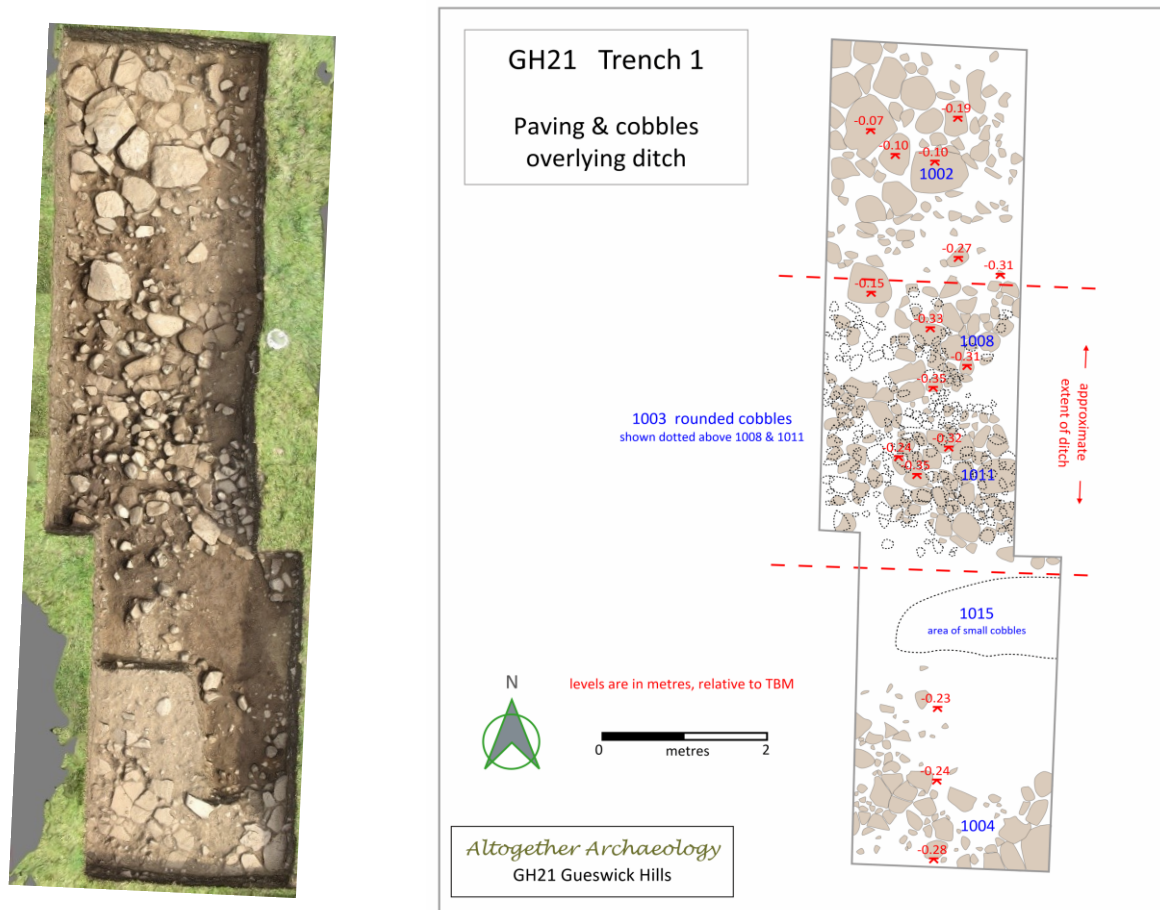 GH21 Trench 1
Paving & cobbles
overlying ditch
-0.19
-0.07
-0.10
-0.10
1002
-0.27
-0.31
-0.15
-0.33
1008
-0.31
-0.35
approximate
extent of ditch
1003 rounded cobbles
shown dotted above 1008 & 1011
-0.32
-0.24
-0.35
1011
1015
area of small cobbles
N
levels are in metres, relative to TBM
-0.23
0 metres 2
-0.24
1004
-0.28
Altogether Archaeology
GH21 Gueswick Hills